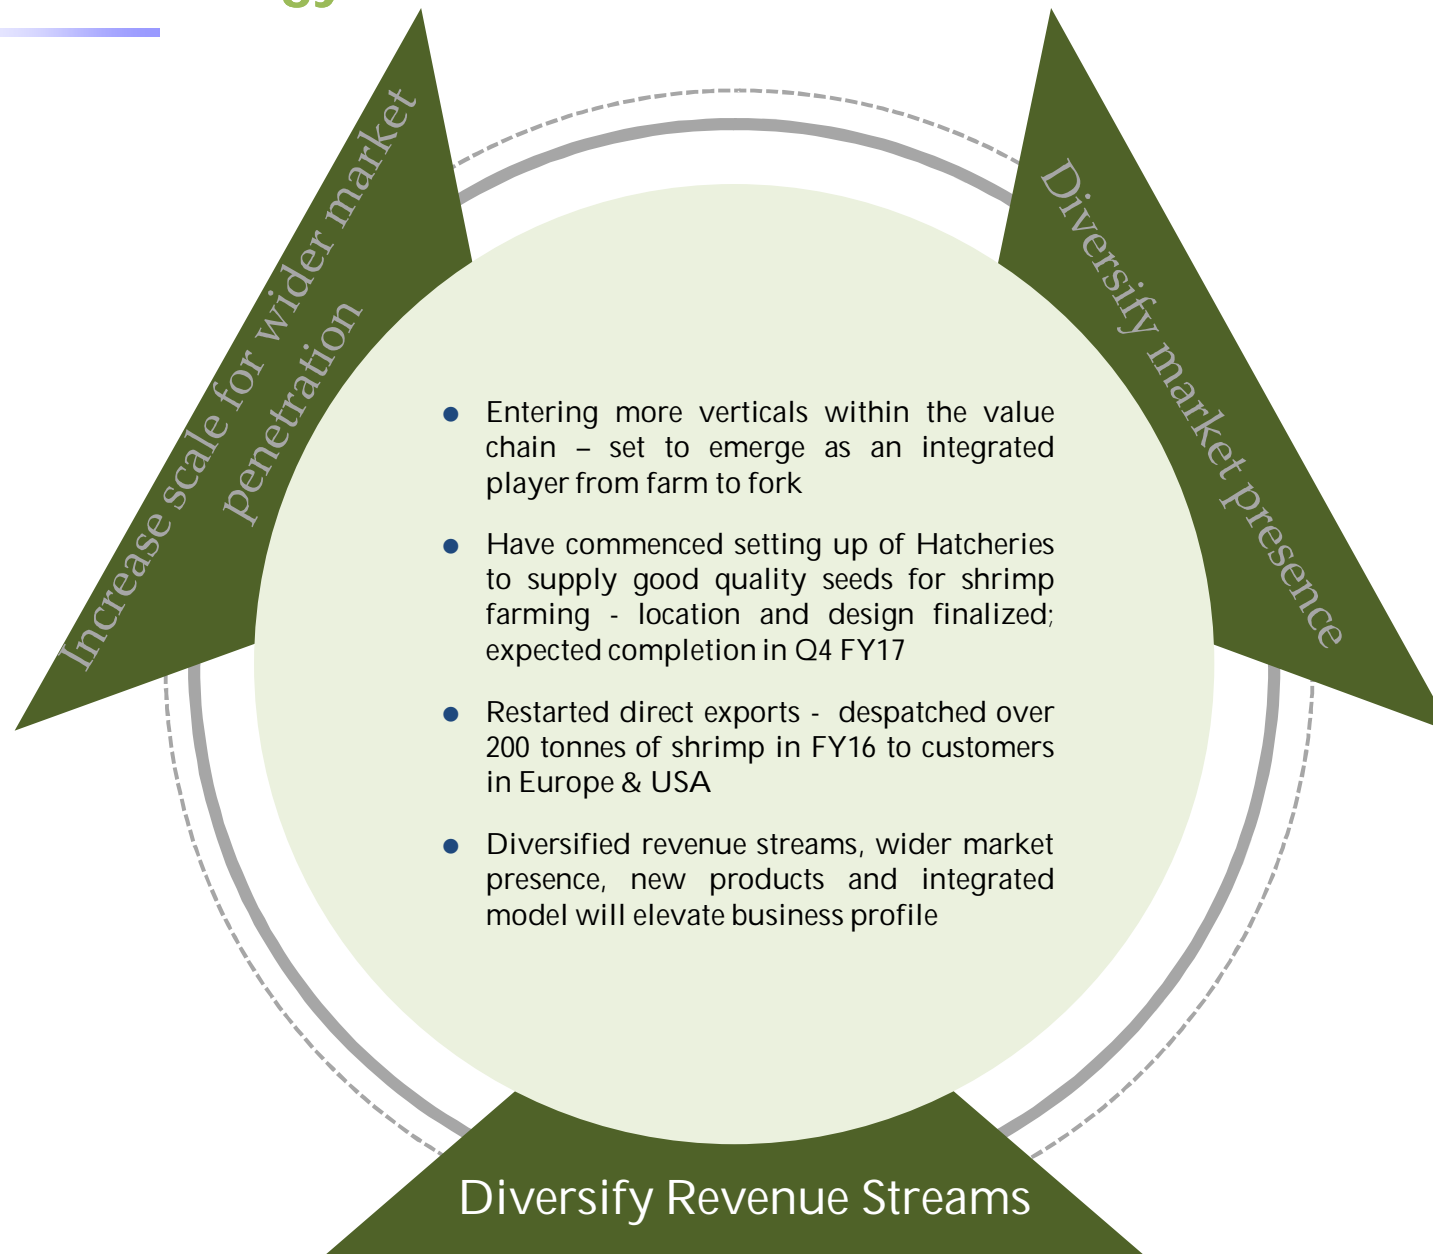 Increase scale for wider market
penetration
Diversify market presence
● Entering more verticals within the value
chain – set to emerge as an integrated
player from farm to fork
● Have commenced setting up of Hatcheries
to supply good quality seeds for shrimp
farming - location and design finalized;
expected completion in Q4 FY17
● Restarted direct exports - despatched over
200 tonnes of shrimp in FY16 to customers
in Europe & USA
● Diversified revenue streams, wider market
presence, new products and integrated
model will elevate business profile
Diversify Revenue Streams